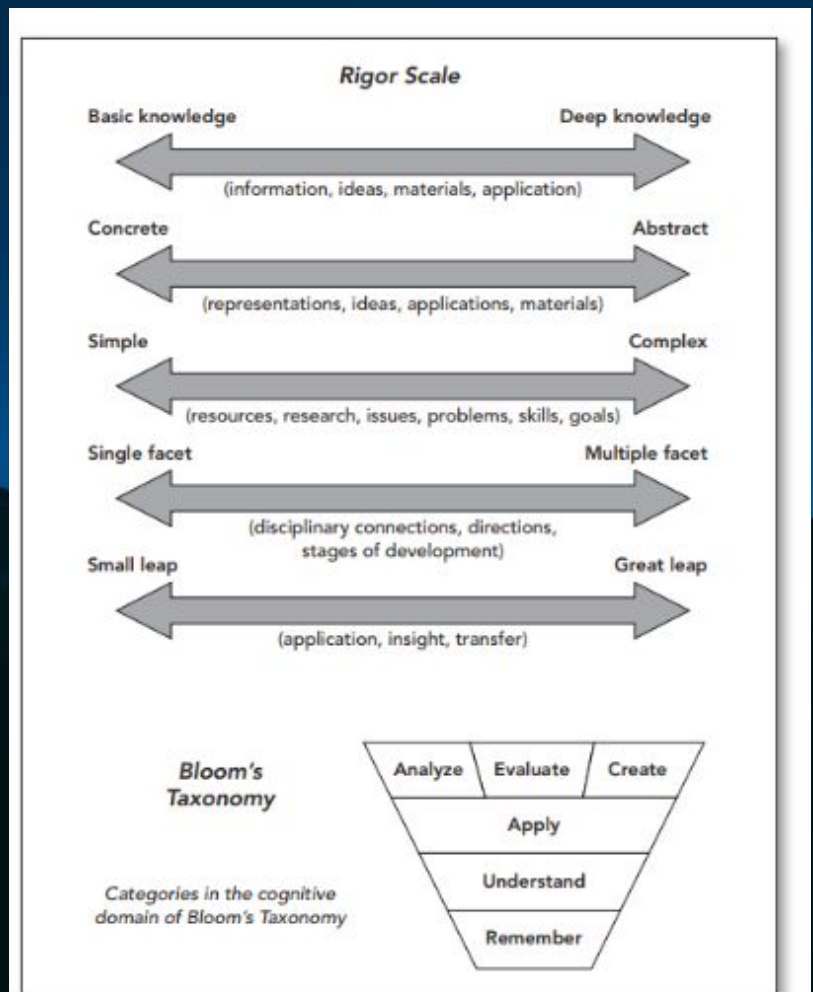 Rigor Scale
Basic knowledge Deep knowledge
(information, ideas, materials, application)
Concrete Abstract
(representations, ideas, applications, materials)
Simple Complex
(resources, research, issues, problems, skills, goals)
Single facet Multiple facet
(disciplinary connections, directions,
stages of development)
Small leap Great leap
(application, insight, transfer)
Bloom's
Taxonomy
Categories in the cognitive
domain of Bloom's Taxonomy
Analyze Evaluate Create
Apply
Understand
Remember